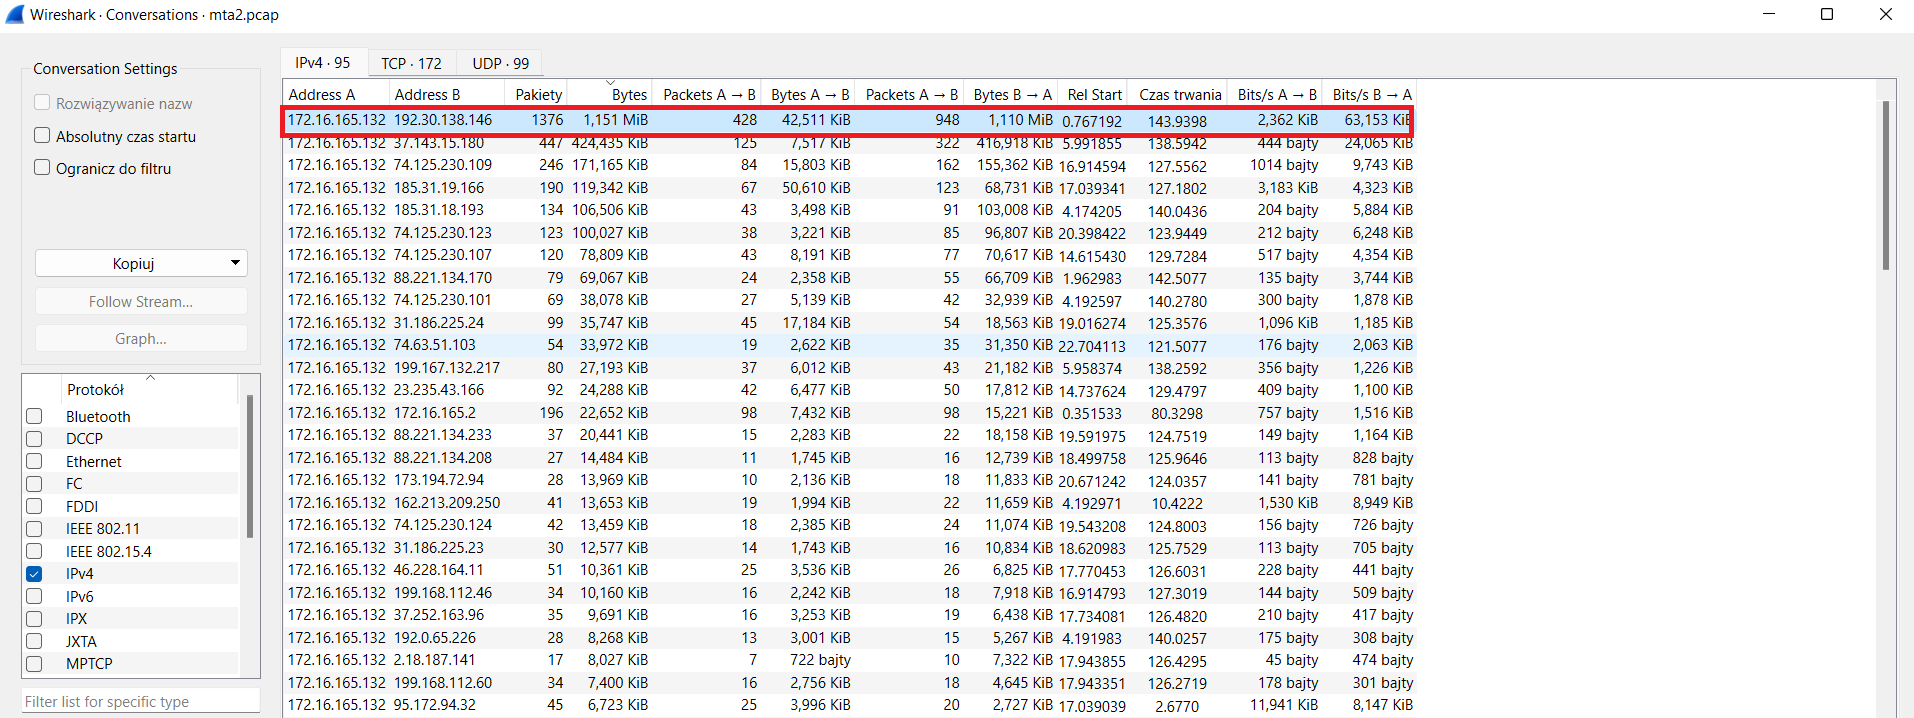 Wireshark · Conversations · mta2.pcap
Conversation Settings
Rozwiązywanie nazw
Absolutny czas startu
Ogranicz do filtru
Kopiuj
Follow Stream...
Graph...
Protokół
Bluetooth
DCCP
Ethernet
FC
FDDI
IEEE 802.11
IEEE 802.15.4
IPv4
IPv6
IPX
JXTA
MPTCP
Filter list for specific type
IPv4 · 95 TCP · 172 UDP · 99
Address A Address B Pakiety Bytes Packets A → B Bytes A → B Packets A → B Bytes B → A Rel Start Czas trwania Bits/s A → B Bits/s B → A
172.16.165.132 192.30.138.146 1376 1,151 MiB 428 42,511 KiB 948 1,110 MiB 0.767192 143.9398 2,362 KiB 63,153 KiB
172.16.165.132 37.143.15.180 447 424,435 KiB 125 7,517 KiB 322 416,918 KiB 5.991855 138.5942 444 bajty 24,065 KiB
172.16.165.132 74.125.230.109 246 171,165 KiB 84 15,803 KiB 162 155,362 KiB 16.914594 127.5562 1014 bajty 9,743 KiB
172.16.165.132 185.31.19.166 190 119,342 KiB 67 50,610 KiB 123 68,731 KiB 17.039341 127.1802 3,183 KiB 4,323 KiB
172.16.165.132 185.31.18.193 134 106,506 KiB 43 3,498 KiB 91 103,008 KiB 4.174205 140.0436 204 bajty 5,884 KiB
172.16.165.132 74.125.230.123 123 100,027 KiB 38 3,221 KiB 85 96,807 KiB 20.398422 123.9449 212 bajty 6,248 KiB
172.16.165.132 74.125.230.107 120 78,809 KiB 43 8,191 KiB 77 70,617 KiB 14.615430 129.7284 517 bajty 4,354 KiB
172.16.165.132 88.221.134.170 79 69,067 KiB 24 2,358 KiB 55 66,709 KiB 1.962983 142.5077 135 bajty 3,744 KiB
172.16.165.132 74.125.230.101 69 38,078 KiB 27 5,139 KiB 42 32,939 KiB 4.192597 140.2780 300 bajty 1,878 KiB
172.16.165.132 31.186.225.24 99 35,747 KiB 45 17,184 KiB 54 18,563 KiB 19.016274 125.3576 1,096 KiB 1,185 KiB
172.16.165.132 74.63.51.103 54 33,972 KiB 19 2,622 KiB 35 31,350 KiB 22.704113 121.5077 176 bajty 2,063 KiB
172.16.165.132 199.167.132.217 80 27,193 KiB 37 6,012 KiB 43 21,182 KiB 5.958374 138.2592 356 bajty 1,226 KiB
172.16.165.132 23.235.43.166 92 24,288 KiB 42 6,477 KiB 50 17,812 KiB 14.737624 129.4797 409 bajty 1,100 KiB
172.16.165.132 172.16.165.2 196 22,652 KiB 98 7,432 KiB 98 15,221 KiB 0.351533 80.3298 757 bajty 1,516 KiB
172.16.165.132 88.221.134.233 37 20,441 KiB 15 2,283 KiB 22 18,158 KiB 19.591975 124.7519 149 bajty 1,164 KiB
172.16.165.132 88.221.134.208 27 14,484 KiB 11 1,745 KiB 16 12,739 KiB 18.499758 125.9646 113 bajty 828 bajty
172.16.165.132 173.194.72.94 28 13,969 KiB 10 2,136 KiB 18 11,833 KiB 20.671242 124.0357 141 bajty 781 bajty
172.16.165.132 162.213.209.250 41 13,653 KiB 19 1,994 KiB 22 11,659 KiB 4.192971 10.4222 1,530 KiB 8,949 KiB
172.16.165.132 74.125.230.124 42 13,459 KiB 18 2,385 KiB 24 11,074 KiB 19.543208 124.8003 156 bajty 726 bajty
172.16.165.132 31.186.225.23 30 12,577 KiB 14 1,743 KiB 16 10,834 KiB 18.620983 125.7529 113 bajty 705 bajty
172.16.165.132 46.228.164.11 51 10,361 KiB 25 3,536 KiB 26 6,825 KiB 17.770453 126.6031 228 bajty 441 bajty
172.16.165.132 199.168.112.46 34 10,160 KiB 16 2,242 KiB 18 7,918 KiB 16.914793 127.3019 144 bajty 509 bajty
172.16.165.132 37.252.163.96 35 9,691 KiB 16 3,253 KiB 19 6,438 KiB 17.734081 126.4820 210 bajty 417 bajty
172.16.165.132 192.0.65.226 28 8,268 KiB 13 3,001 KiB 15 5,267 KiB 4.191983 140.0257 175 bajty 308 bajty
172.16.165.132 2.18.187.141 17 8,027 KiB 7 722 bajty 10 7,322 KiB 17.943855 126.4295 45 bajty 474 bajty
172.16.165.132 199.168.112.60 34 7,400 KiB 16 2,756 KiB 18 4,645 KiB 17.943351 126.2719 178 bajty 301 bajty
172.16.165.132 95.172.94.32 45 6,723 KiB 25 3,996 KiB 20 2,727 KiB 17.039039 2.6770 11,941 KiB 8,147 KiB